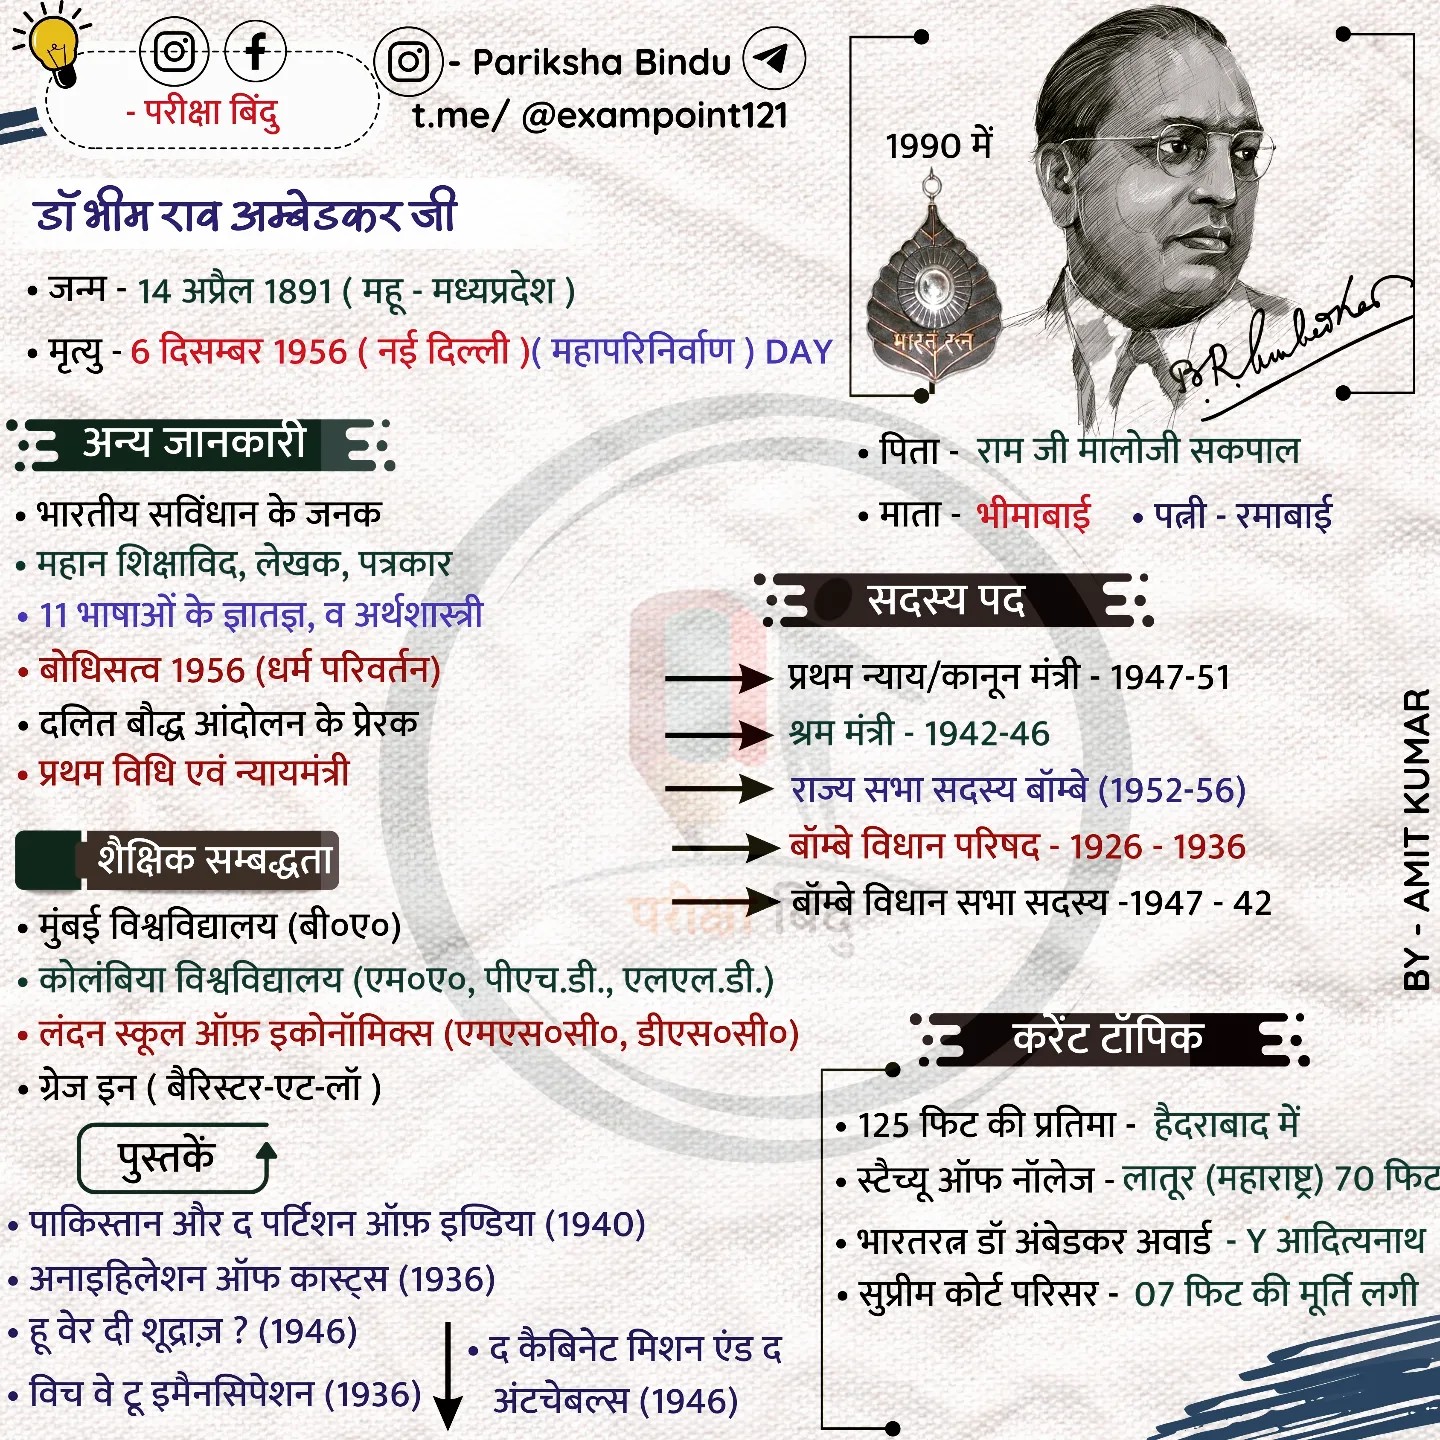 - परीक्षा बिंदु
- Pariksha Bindu
t.me/ @exampoint121
1990 में
भारत रत्न
B.R. Ambedkar
डॉ भीम राव अम्बेडकर जी
• जन्म - 14 अप्रैल 1891 ( महू - मध्यप्रदेश )
• मृत्यु - 6 दिसम्बर 1956 ( नई दिल्ली )( महापरिनिर्वाण ) DAY
• पिता - राम जी मालोजी सकपाल
• माता - भीमाबाई • पत्नी - रमाबाई
अन्य जानकारी
• भारतीय सविंधान के जनक
• महान शिक्षाविद, लेखक, पत्रकार
• 11 भाषाओं के ज्ञातज्ञ, व अर्थशास्त्री
• बोधिसत्व 1956 (धर्म परिवर्तन)
• दलित बौद्ध आंदोलन के प्रेरक
• प्रथम विधि एवं न्यायमंत्री
सदस्य पद
प्रथम न्याय/कानून मंत्री - 1947-51
श्रम मंत्री - 1942-46
राज्य सभा सदस्य बॉम्बे (1952-56)
बॉम्बे विधान परिषद - 1926 - 1936
बॉम्बे विधान सभा सदस्य -1947 - 42
परीक्षा बिंदु
BY - AMIT KUMAR
शैक्षिक सम्बद्धता
• मुंबई विश्वविद्यालय (बी०ए०)
• कोलंबिया विश्वविद्यालय (एम०ए०, पीएच.डी., एलएल.डी.)
• लंदन स्कूल ऑफ़ इकोनॉमिक्स (एमएस०सी०, डीएस०सी०)
• ग्रेज इन ( बैरिस्टर-एट-लॉ )
पुस्तकें
• पाकिस्तान और द पर्टिशन ऑफ़ इण्डिया (1940)
• अनाइहिलेशन ऑफ कास्ट्स (1936)
• हू वेर दी शूद्राज़ ? (1946)
• विच वे टू इमैनसिपेशन (1936)
• द कैबिनेट मिशन एंड द
अंटचेबल्स (1946)
करेंट टॉपिक
• 125 फिट की प्रतिमा - हैदराबाद में
• स्टैच्यू ऑफ नॉलेज - लातूर (महाराष्ट्र) 70 फिट
• भारतरत्न डॉ अंबेडकर अवार्ड - Y आदित्यनाथ
• सुप्रीम कोर्ट परिसर - 07 फिट की मूर्ति लगी